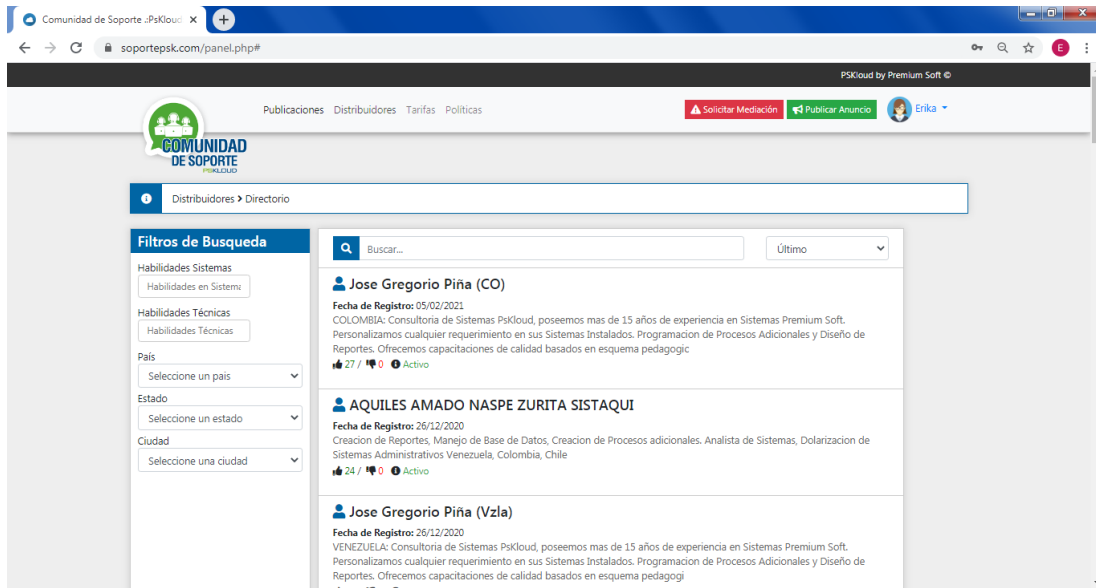 Comunidad de Soporte .:PsKloud
soportepsk.com/panel.php#
E
PSKloud by Premium Soft ©
COMUNIDAD
DE SOPORTE
PSKLOUD
Publicaciones Distribuidores Tarifas Políticas
Solicitar Mediación
Publicar Anuncio
Erika
Distribuidores > Directorio
Filtros de Busqueda
Habilidades Sistemas
Habilidades en Sistema
Habilidades Técnicas
Habilidades Técnicas
País
Seleccione un pais
Estado
Seleccione un estado
Ciudad
Seleccione una ciudad
Buscar...
Último
Jose Gregorio Piña (CO)
Fecha de Registro: 05/02/2021
COLOMBIA: Consultoria de Sistemas PsKloud, poseemos mas de 15 años de experiencia en Sistemas Premium Soft.
Personalizamos cualquier requerimiento en sus Sistemas Instalados. Programacion de Procesos Adicionales y Diseño de
Reportes. Ofrecemos capacitaciones de calidad basados en esquema pedagogic
27 / 0 Activo
AQUILES AMADO NASPE ZURITA SISTAQUI
Fecha de Registro: 26/12/2020
Creacion de Reportes, Manejo de Base de Datos, Creacion de Procesos adicionales. Analista de Sistemas, Dolarizacion de
Sistemas Administrativos Venezuela, Colombia, Chile
24 / 0 Activo
Jose Gregorio Piña (Vzla)
Fecha de Registro: 26/12/2020
VENEZUELA: Consultoria de Sistemas PsKloud, poseemos mas de 15 años de experiencia en Sistemas Premium Soft.
Personalizamos cualquier requerimiento en sus Sistemas Instalados. Programacion de Procesos Adicionales y Diseño de
Reportes. Ofrecemos capacitaciones de calidad basados en esquema pedagogi